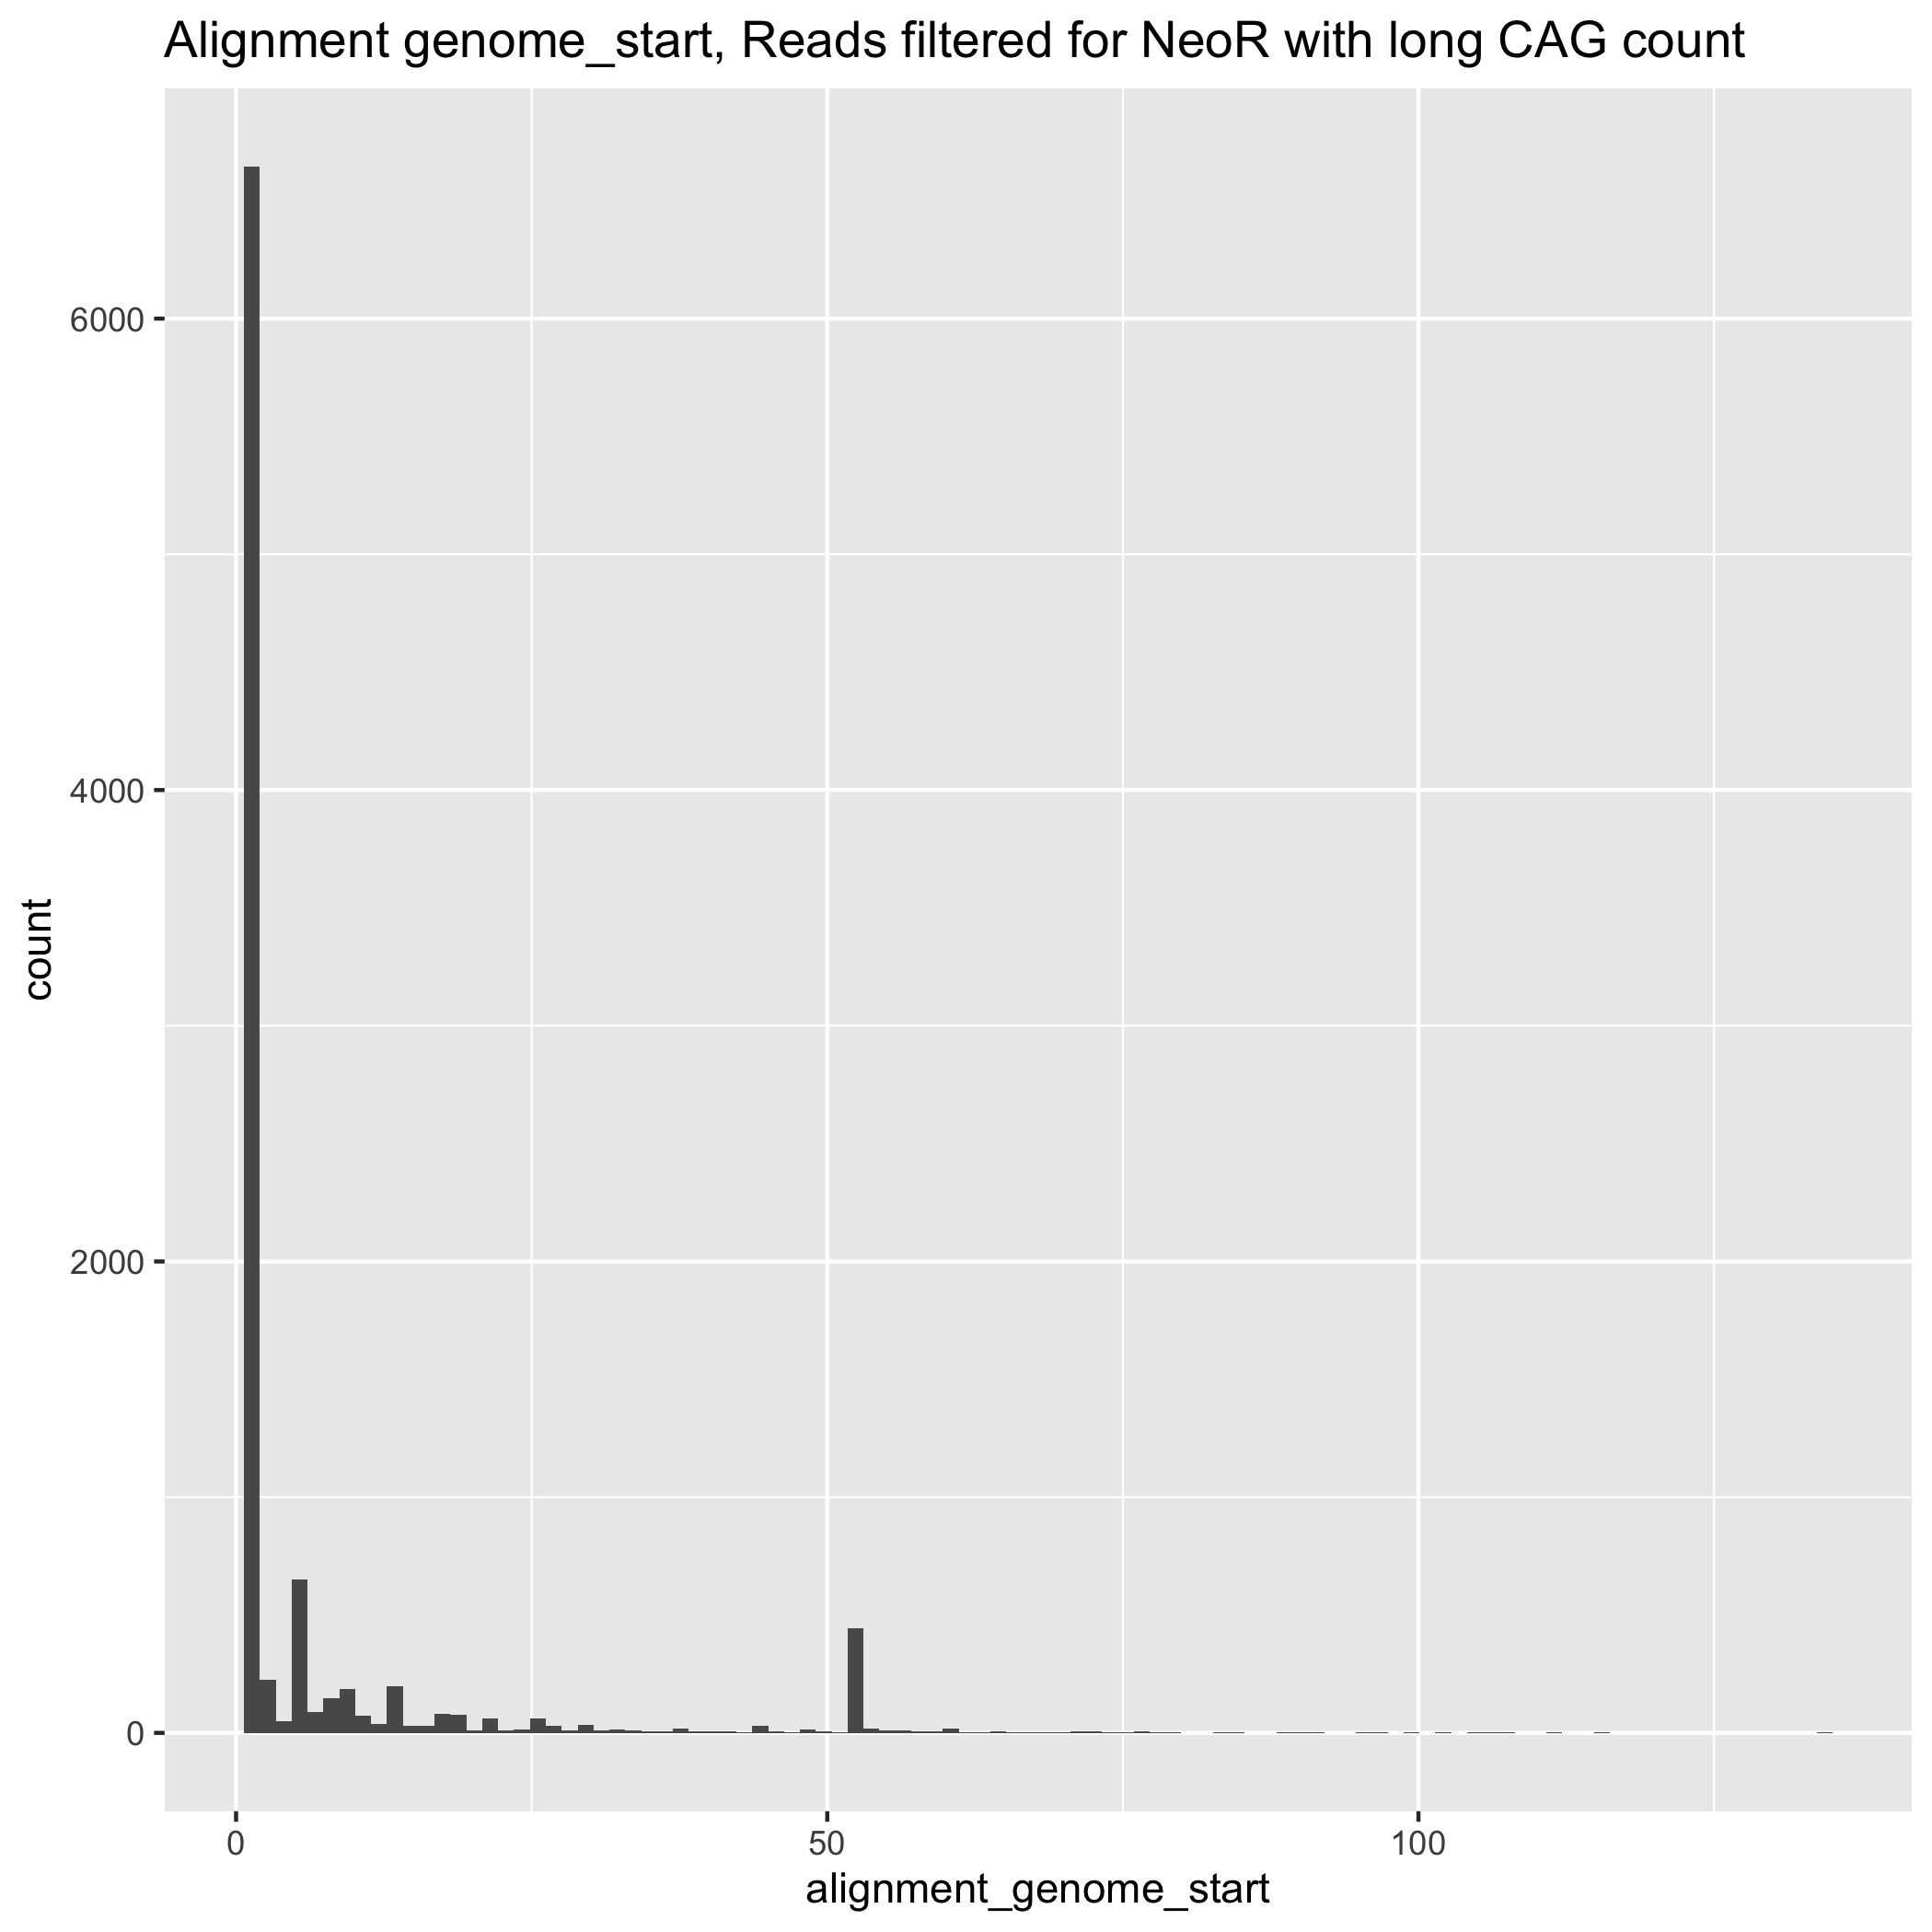 Alignment genome_start, Reads filtered for NeoR with long CAG count
6000
4000
2000
0
count
0
50
100
alignment_genome_start